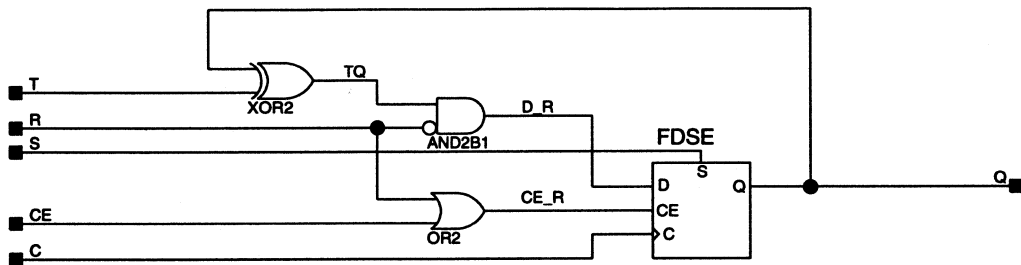 T
TQ
XOR2
R
D_R
AND2B1
FDSE
S
S
D
Q
Q
CE_R
CE
CE
OR2
C
C